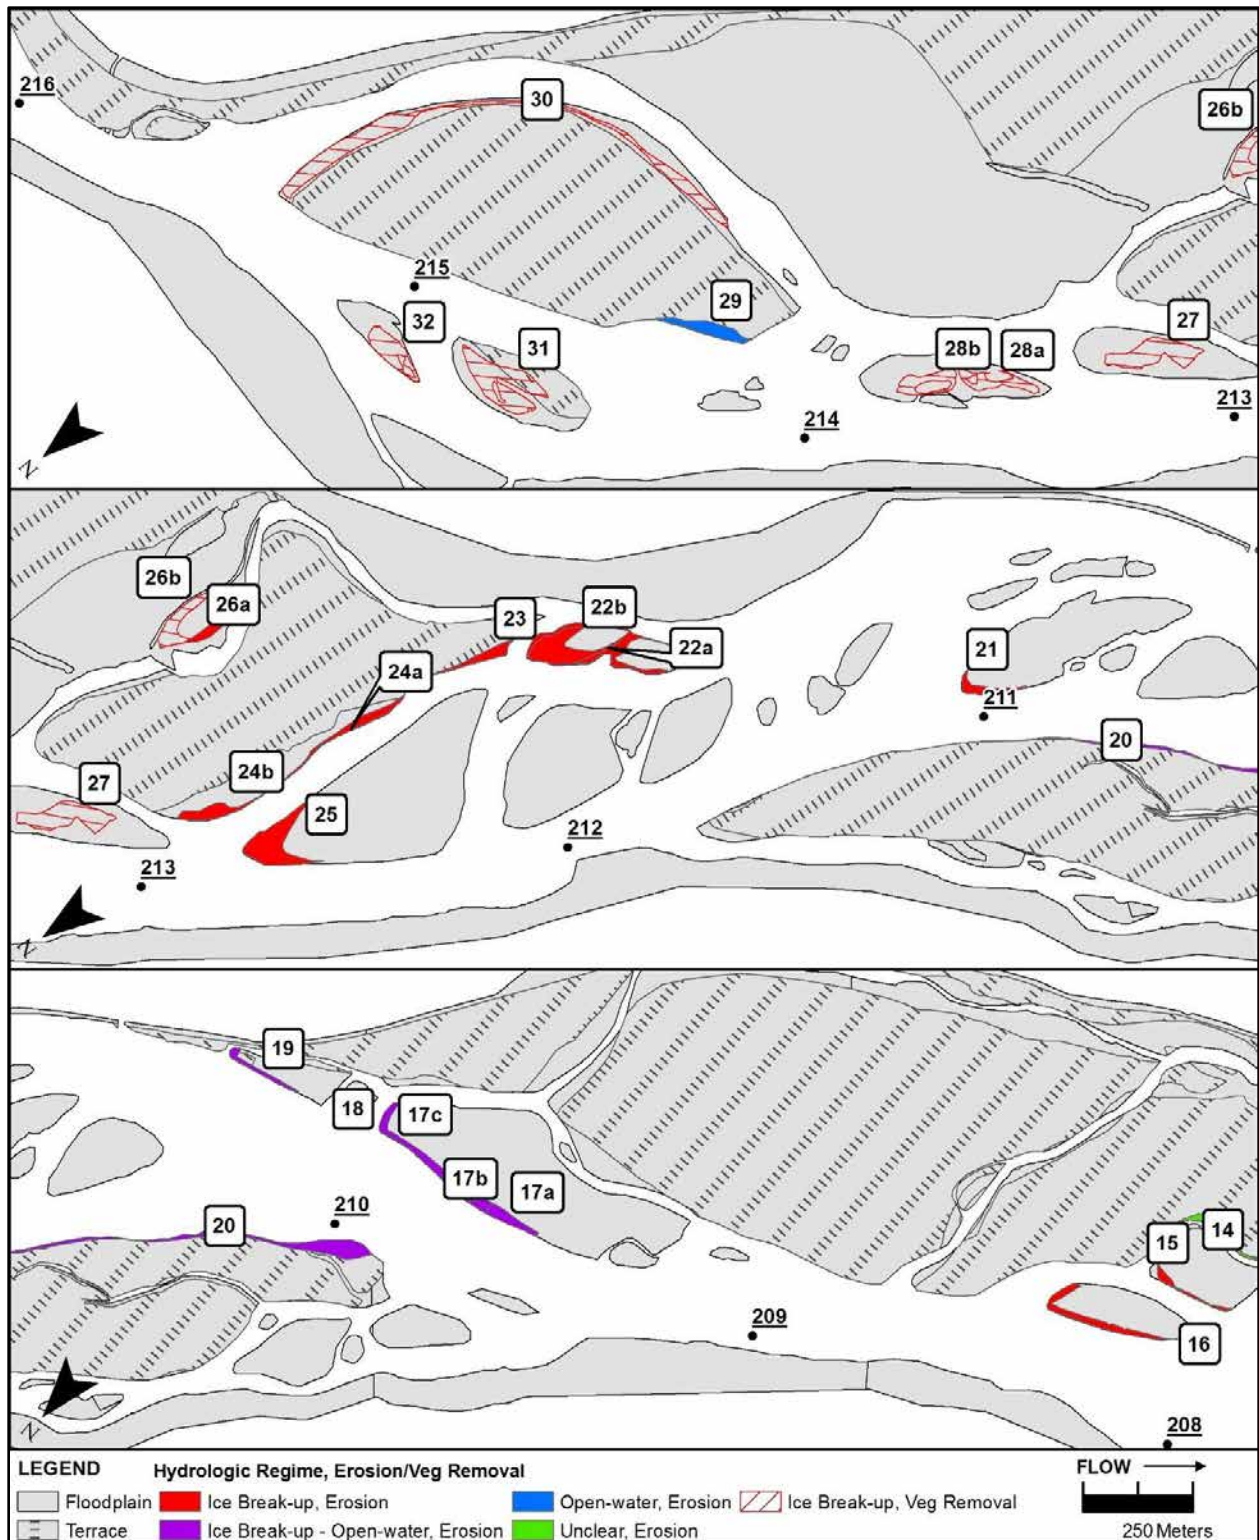 216
30
26b
215
29
32
31
27
28b
28a
213
214
N
26b
26a
23
22b
22a
24a
21
211
20
24b
27
25
212
213
N
19
18
17c
17b
17a
210
20
14
15
209
16
N
208
LEGEND Hydrologic Regime, Erosion/Veg Removal FLOW
Floodplain Ice Break-up, Erosion Open-water, Erosion Ice Break-up, Veg Removal
Terrace Ice Break-up - Open-water, Erosion Unclear, Erosion 250 Meters